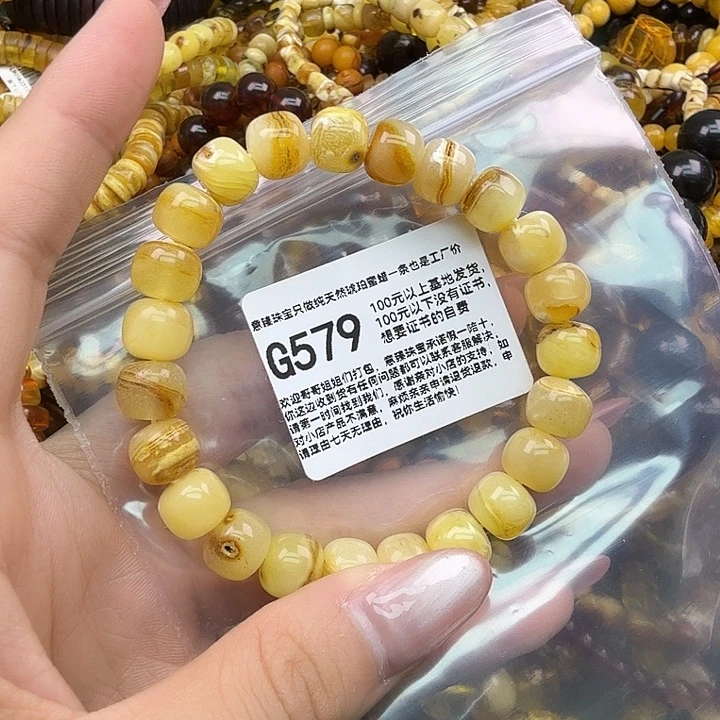 意臻珠宝只做纯天然琥珀蜜蜡一条也是工厂价
G579
100元以上基地发货,
100元以下没有证书,
想要证书的自费
欢迎哥哥姐姐们打包, 意臻珠宝承诺假一赔十,
你这边收到货有任何问题都可以联系客服解决,
请第一时间找到我们, 感谢亲对小店的支持, 如
对小店产品不满意, 麻烦亲亲申请退货退款, 申
请理由七天无理由, 祝你生活愉快!